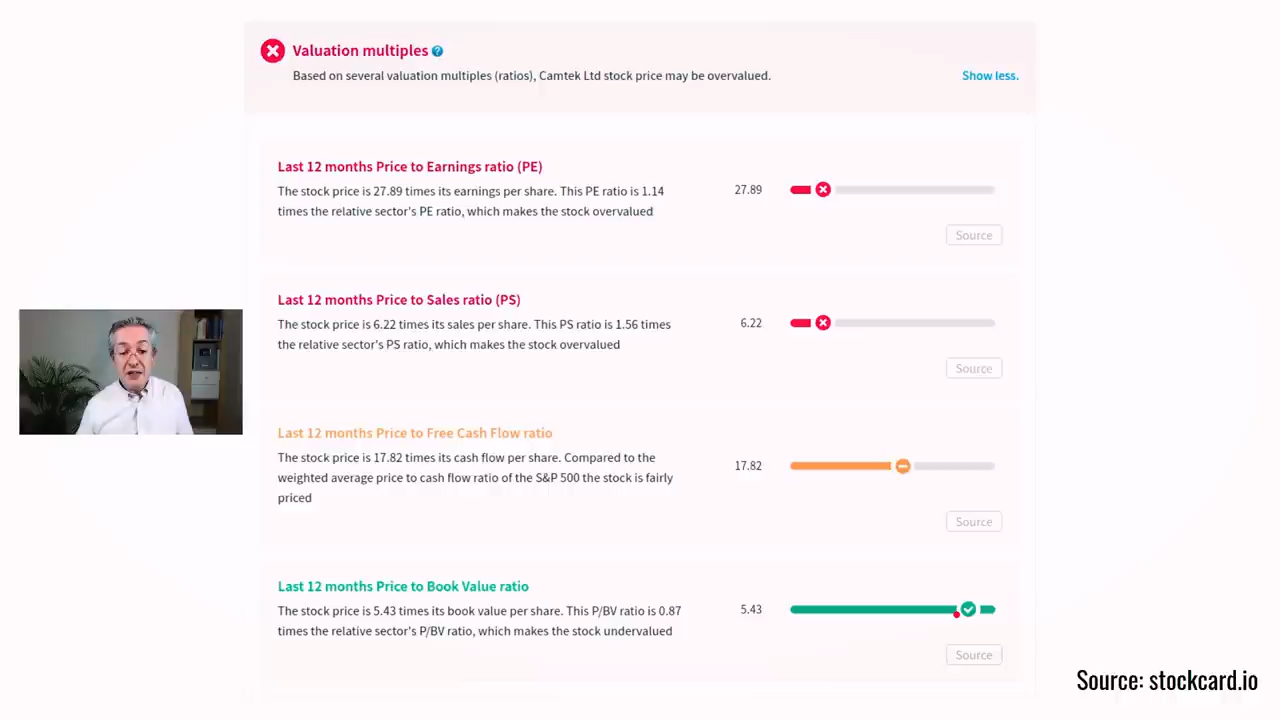 Valuation multiples ?
Based on several valuation multiples (ratios), Camtek Ltd stock price may be overvalued.
Show less.
Last 12 months Price to Earnings ratio (PE)
The stock price is 27.89 times its earnings per share. This PE ratio is 1.14
times the relative sector's PE ratio, which makes the stock overvalued
27.89
Source
Last 12 months Price to Sales ratio (PS)
The stock price is 6.22 times its sales per share. This PS ratio is 1.56 times
the relative sector's PS ratio, which makes the stock overvalued
6.22
Source
Last 12 months Price to Free Cash Flow ratio
The stock price is 17.82 times its cash flow per share. Compared to the
weighted average price to cash flow ratio of the S&P 500 the stock is fairly
priced
17.82
Source
Last 12 months Price to Book Value ratio
The stock price is 5.43 times its book value per share. This P/BV ratio is 0.87
times the relative sector's P/BV ratio, which makes the stock undervalued
5.43
Source
Source: stockcard.io